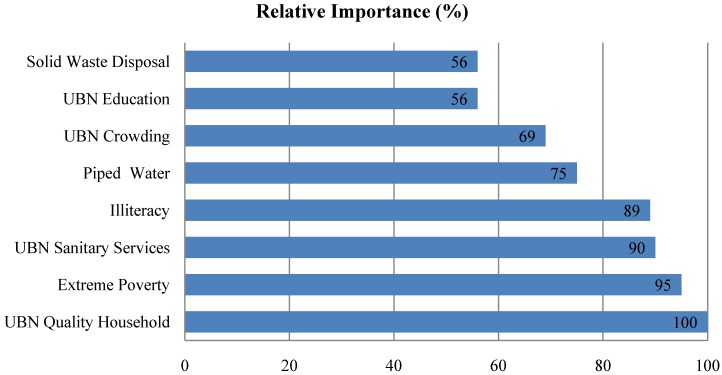 Relative Importance (%)
Solid Waste Disposal 56
UBN Education 56
UBN Crowding 69
Piped Water 75
Illiteracy 89
UBN Sanitary Services 90
Extreme Poverty 95
UBN Quality Household 100
0 20 40 60 80 100